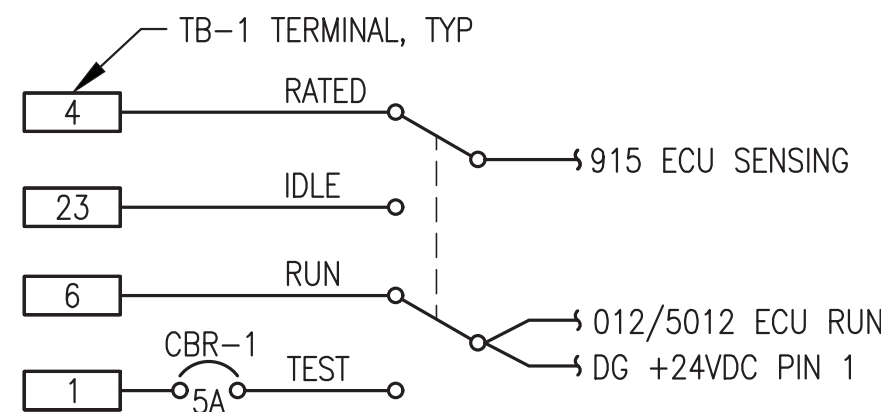 TB-1 TERMINAL, TYP
4
RATED
915 ECU SENSING
23
IDLE
6
RUN
012/5012 ECU RUN
CBR-1
DG +24VDC PIN 1
1
5A
TEST